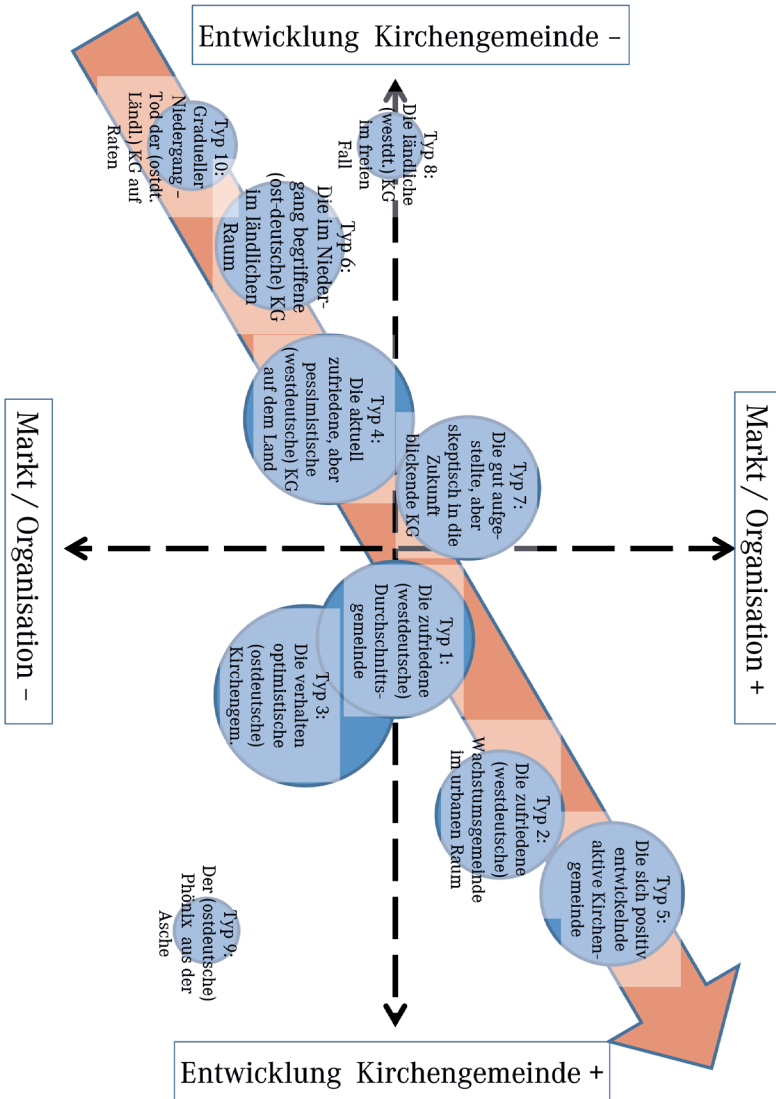 Entwicklung Kirchengemeinde –
Markt / Organisation +
Markt / Organisation –
Entwicklung Kirchengemeinde +
Typ 8:
Die ländliche
(westdt.) KG
im freien
Fall
Typ 10:
Gradueller
Niedergang –
Tod der (ostdt.
Ländl.) KG auf
Raten
Typ 6:
Die im Nieder-
gang begriffene
(ost-deutsche) KG
im ländlichen
Raum
Typ 4:
Die aktuell
zufriedene, aber
pessimistische
(westdeutsche) KG
auf dem Land
Typ 7:
Die gut aufge-
stellte, aber
skeptisch in die
Zukunft
blickende KG
Typ 1:
Die zufriedene
(westdeutsche)
Durchschnitts-
gemeinde
Typ 3:
Die verhalten
optimistische
(ostdeutsche)
Kirchengem.
Typ 2:
Die zufriedene
(westdeutsche)
Wachstumsgemeinde
im urbanen Raum
Typ 5:
Die sich positiv
entwickelnde
aktive Kirchen-
gemeinde
Typ 9:
Der (ostdeutsche)
Phönix aus der
Asche